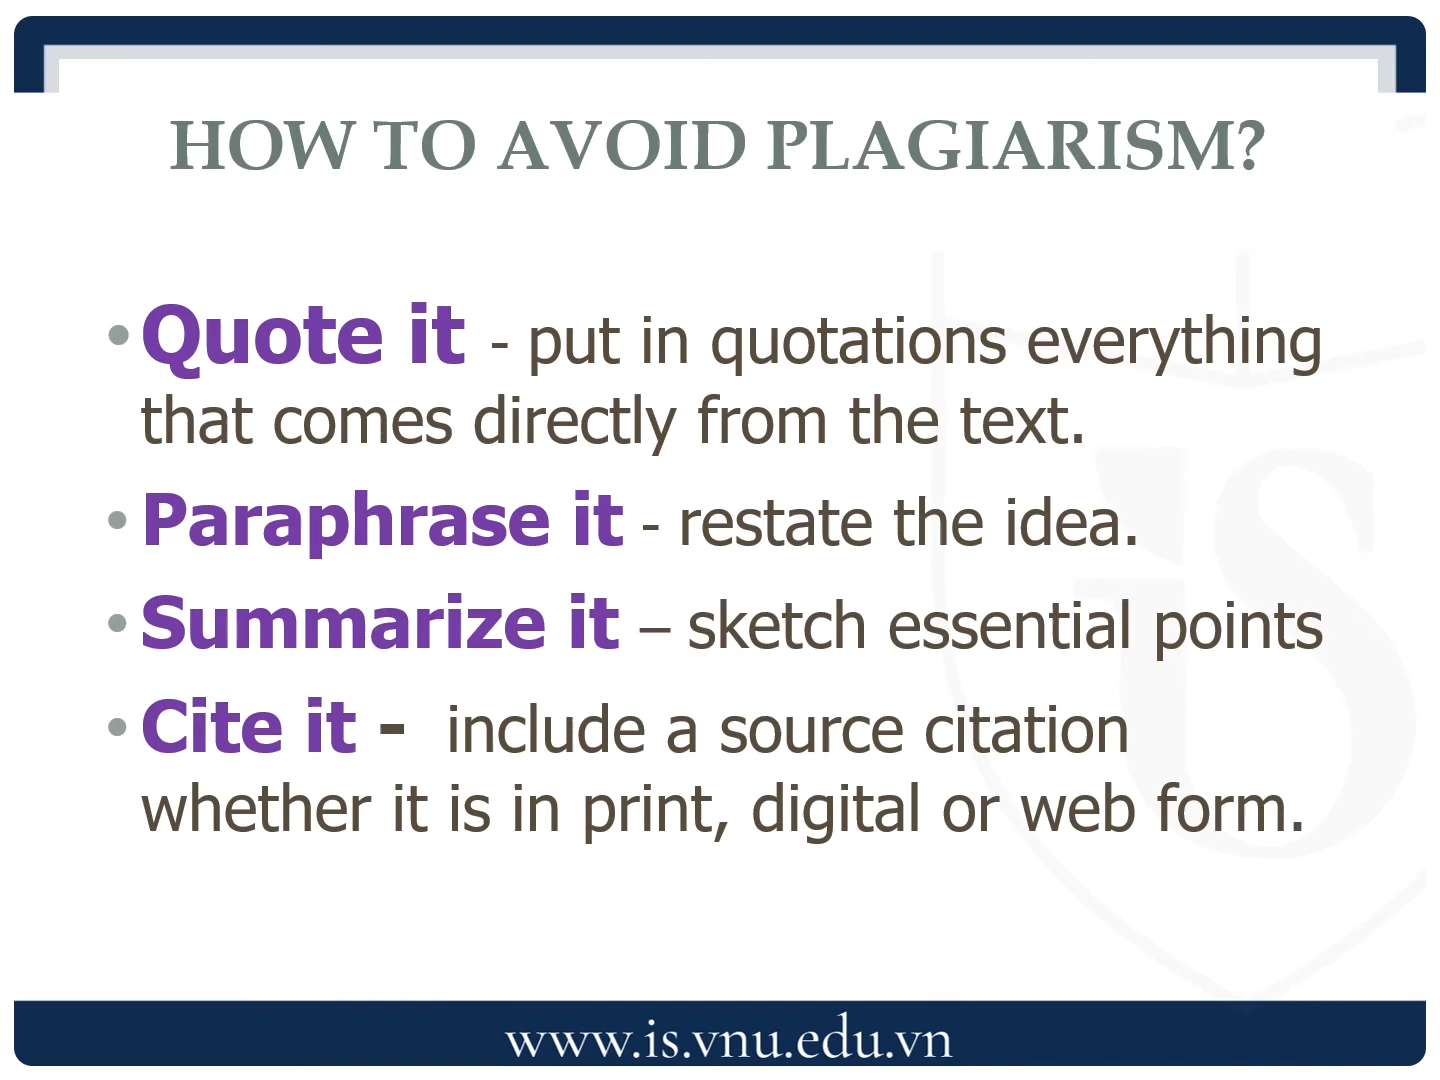 HOW TO AVOID PLAGIARISM?
•Quote it - put in quotations everything
that comes directly from the text.
•Paraphrase it - restate the idea.
•Summarize it – sketch essential points
•Cite it - include a source citation
whether it is in print, digital or web form.
iS
www.is.vnu.edu.vn